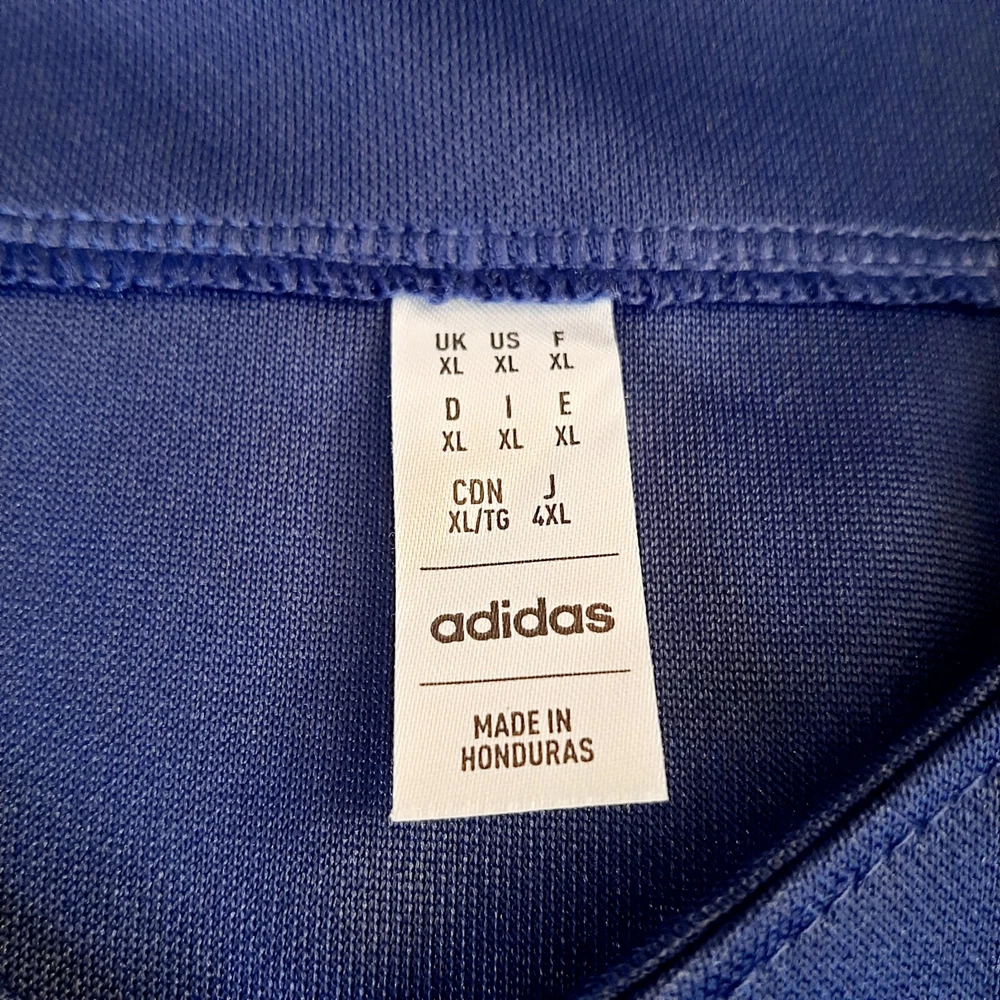 UK US F
XL XL XL
D I E
XL XL XL
CDN J
XL/TG 4XL
adidas
MADE IN
HONDURAS